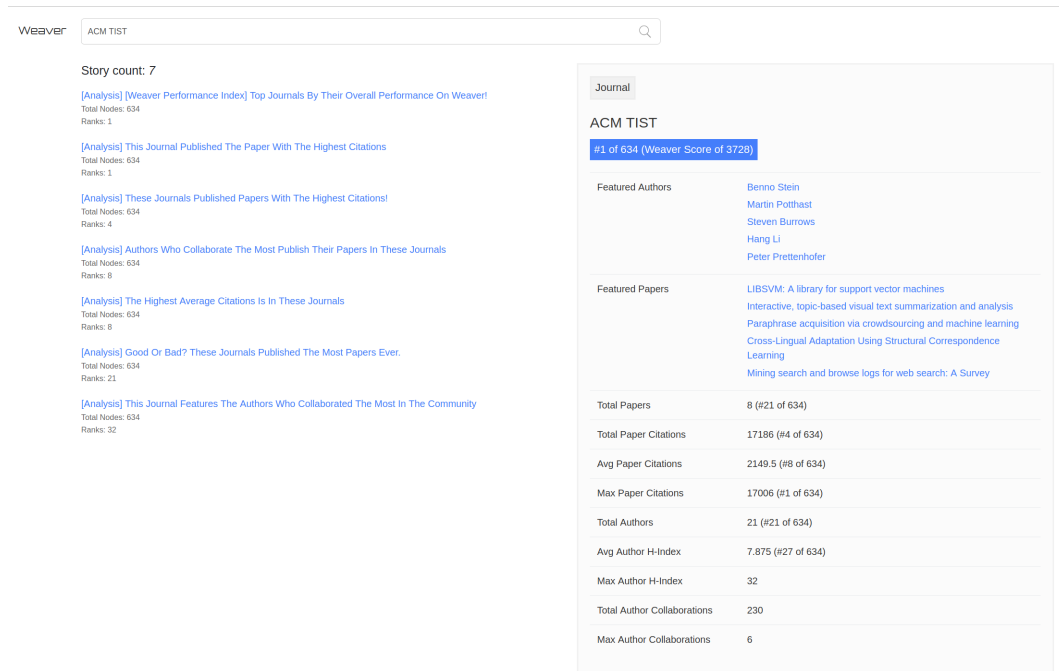 Weaver
ACM TIST
Story count: 7
[Analysis] [Weaver Performance Index] Top Journals By Their Overall Performance On Weaver!
Total Nodes: 634
Ranks: 1
[Analysis] This Journal Published The Paper With The Highest Citations
Total Nodes: 634
Ranks: 1
[Analysis] These Journals Published Papers With The Highest Citations!
Total Nodes: 634
Ranks: 4
[Analysis] Authors Who Collaborate The Most Publish Their Papers In These Journals
Total Nodes: 634
Ranks: 8
[Analysis] The Highest Average Citations Is In These Journals
Total Nodes: 634
Ranks: 8
[Analysis] Good Or Bad? These Journals Published The Most Papers Ever.
Total Nodes: 634
Ranks: 21
[Analysis] This Journal Features The Authors Who Collaborated The Most In The Community
Total Nodes: 634
Ranks: 32
Journal
ACM TIST
#1 of 634 (Weaver Score of 3728)
Featured Authors
Benno Stein
Martin Potthast
Steven Burrows
Hang Li
Peter Prettenhofer
Featured Papers
LIBSVM: A library for support vector machines
Interactive, topic-based visual text summarization and analysis
Paraphrase acquisition via crowdsourcing and machine learning
Cross-Lingual Adaptation Using Structural Correspondence
Learning
Mining search and browse logs for web search: A Survey
Total Papers 8 (#21 of 634)
Total Paper Citations 17186 (#4 of 634)
Avg Paper Citations 2149.5 (#8 of 634)
Max Paper Citations 17006 (#1 of 634)
Total Authors 21 (#21 of 634)
Avg Author H-Index 7.875 (#27 of 634)
Max Author H-Index 32
Total Author Collaborations 230
Max Author Collaborations 6